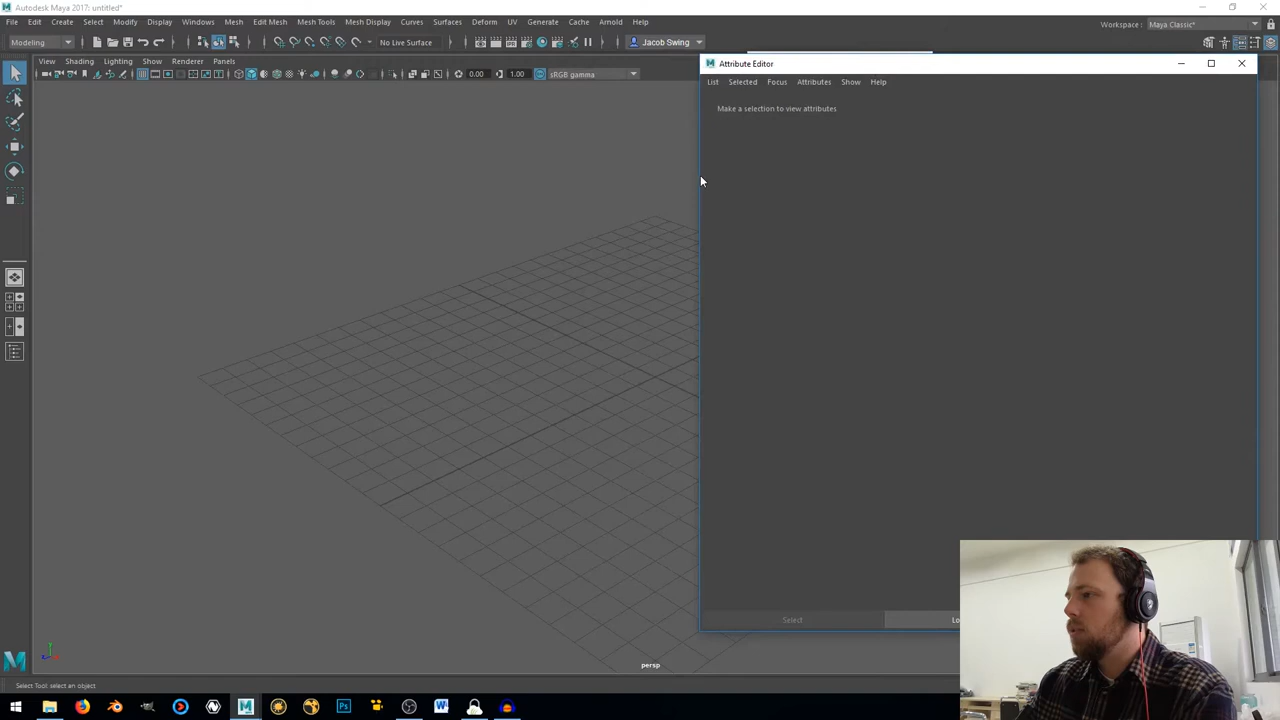 Autodesk Maya 2017: untitled*
File Edit Create Select Modify Display Windows Mesh Edit Mesh Mesh Tools Mesh Display Curves Surfaces Deform UV Generate Cache Arnold Help
Workspace: Maya Classic*
Modeling
No Live Surface
Jacob Swing
View Shading Lighting Show Renderer Panels
0.00
1.00
sRGB gamma
Attribute Editor
List Selected Focus Attributes Show Help
Make a selection to view attributes
Select
persp
Select Tool: select an object